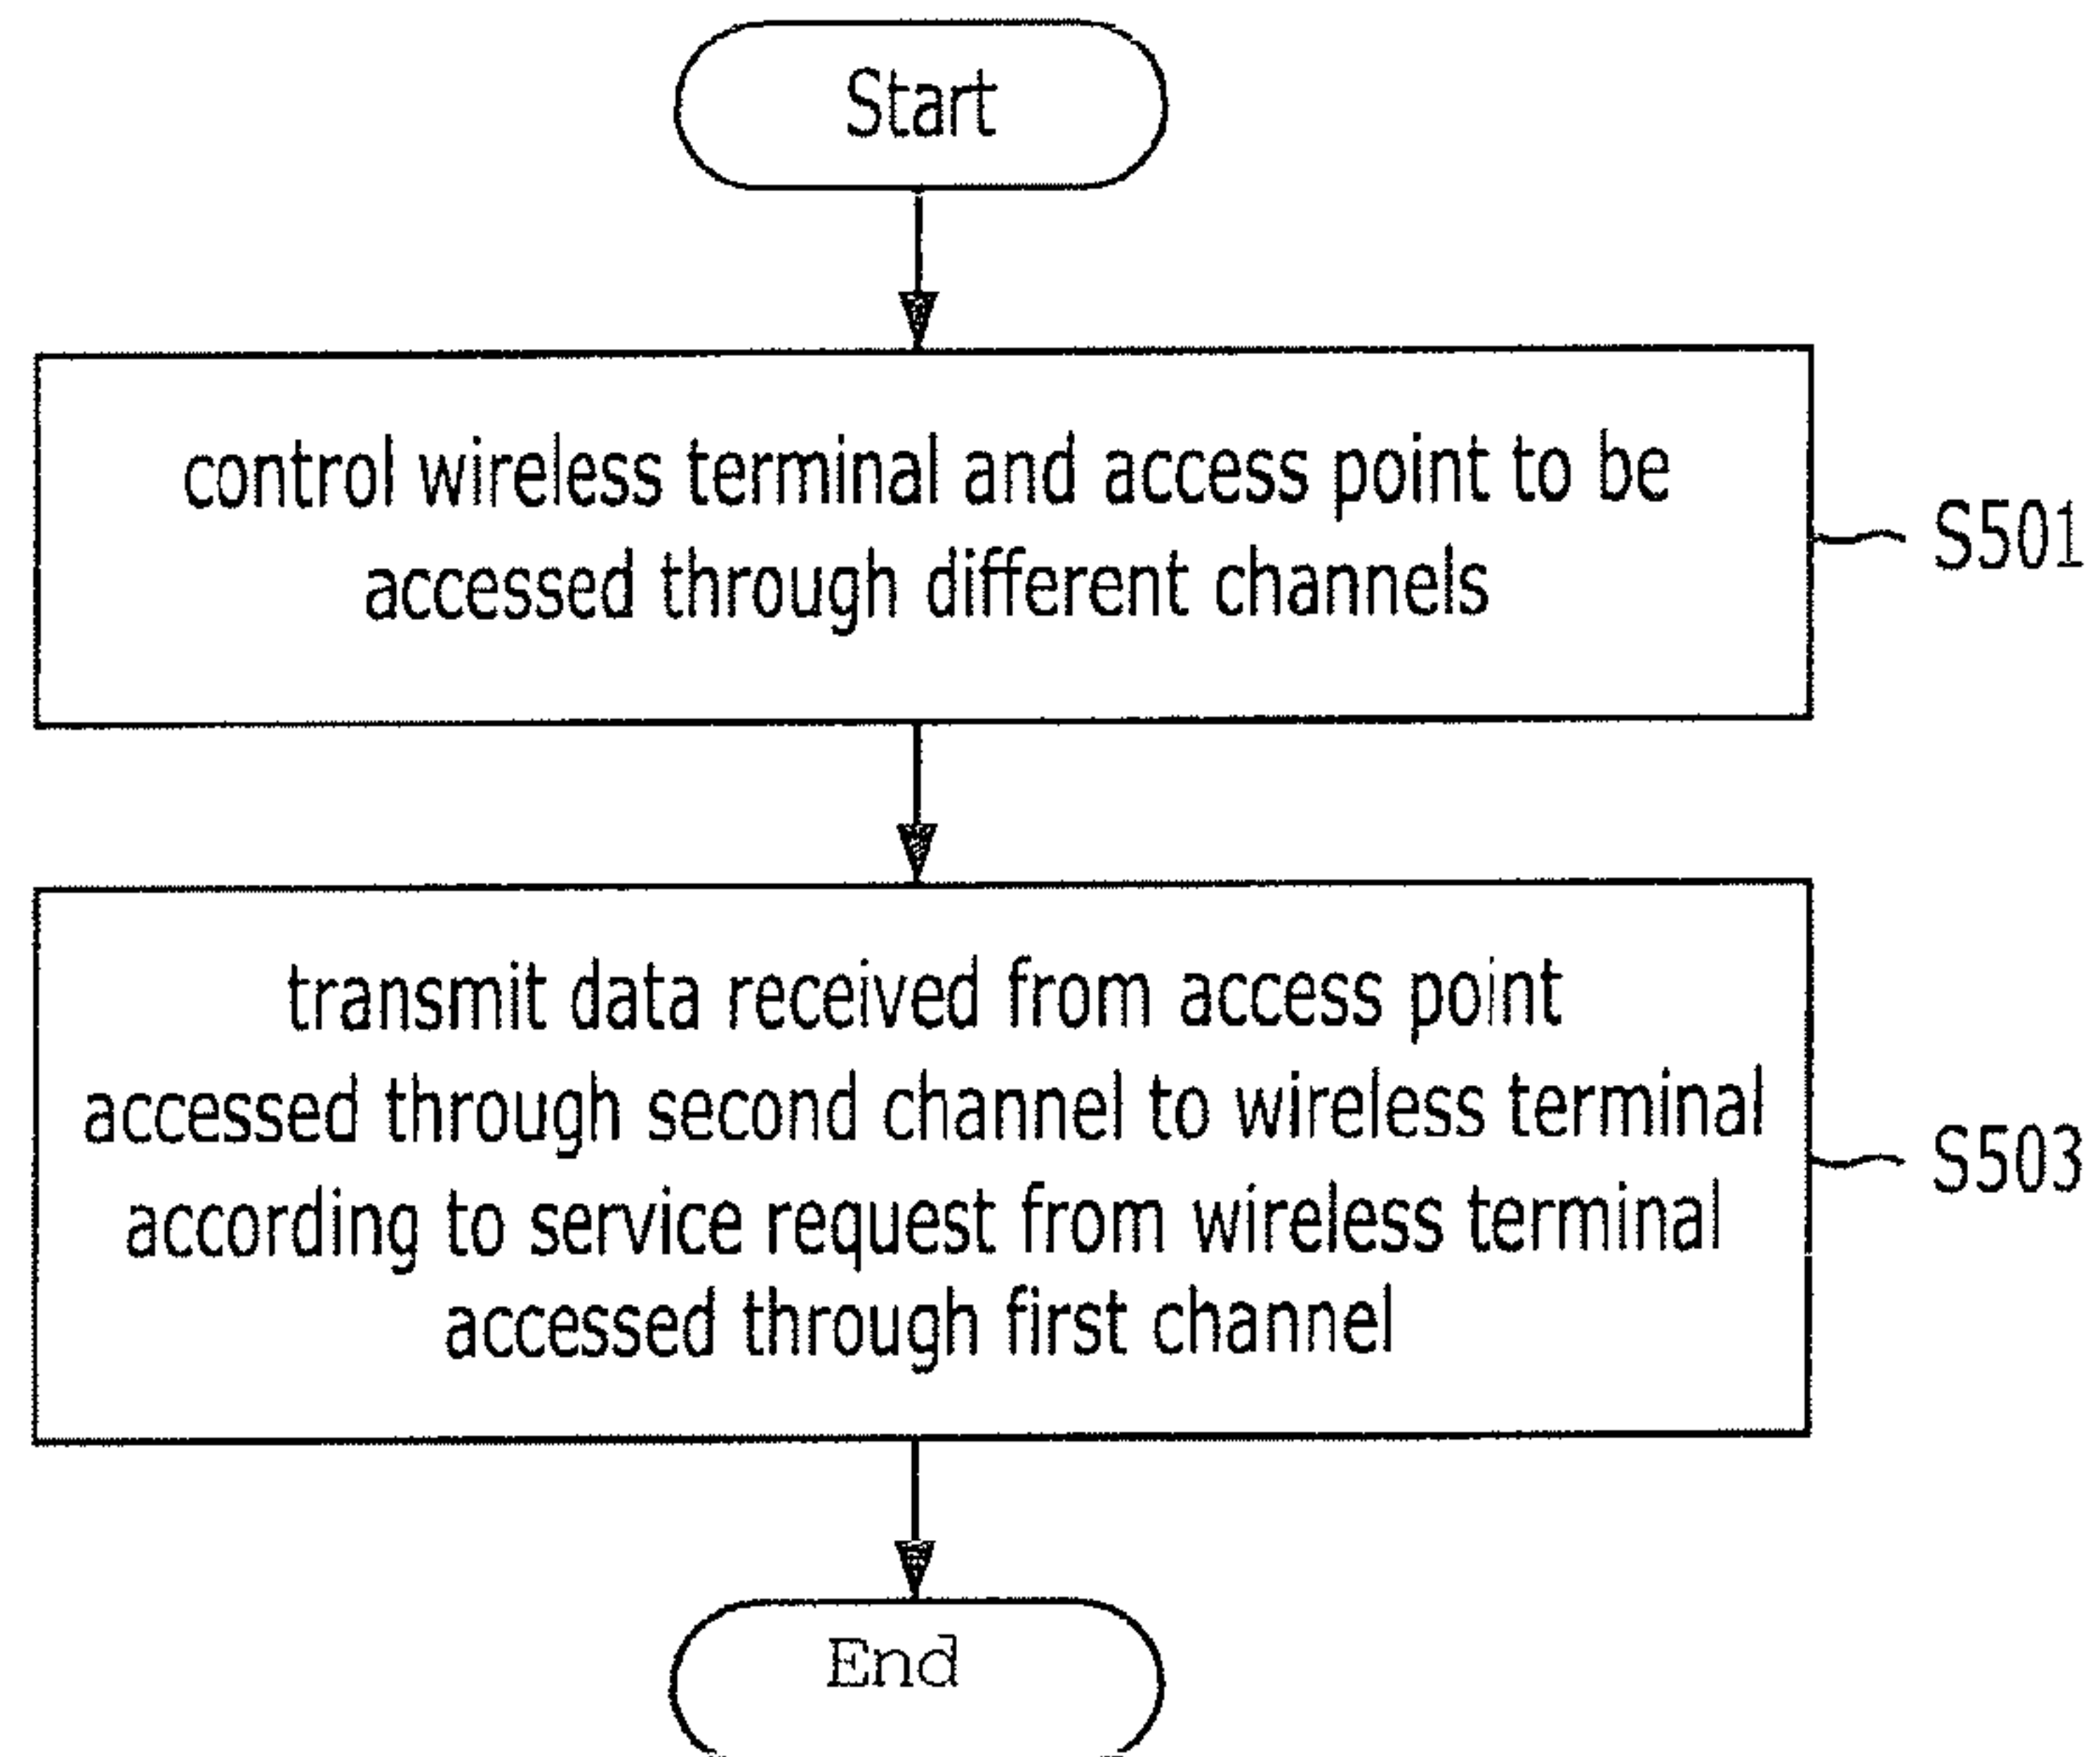 Start
control wireless terminal and access point to be
accessed through different channels
S501
transmit data received from access point
accessed through second channel to wireless terminal
according to service request from wireless terminal
accessed through first channel
S503
End